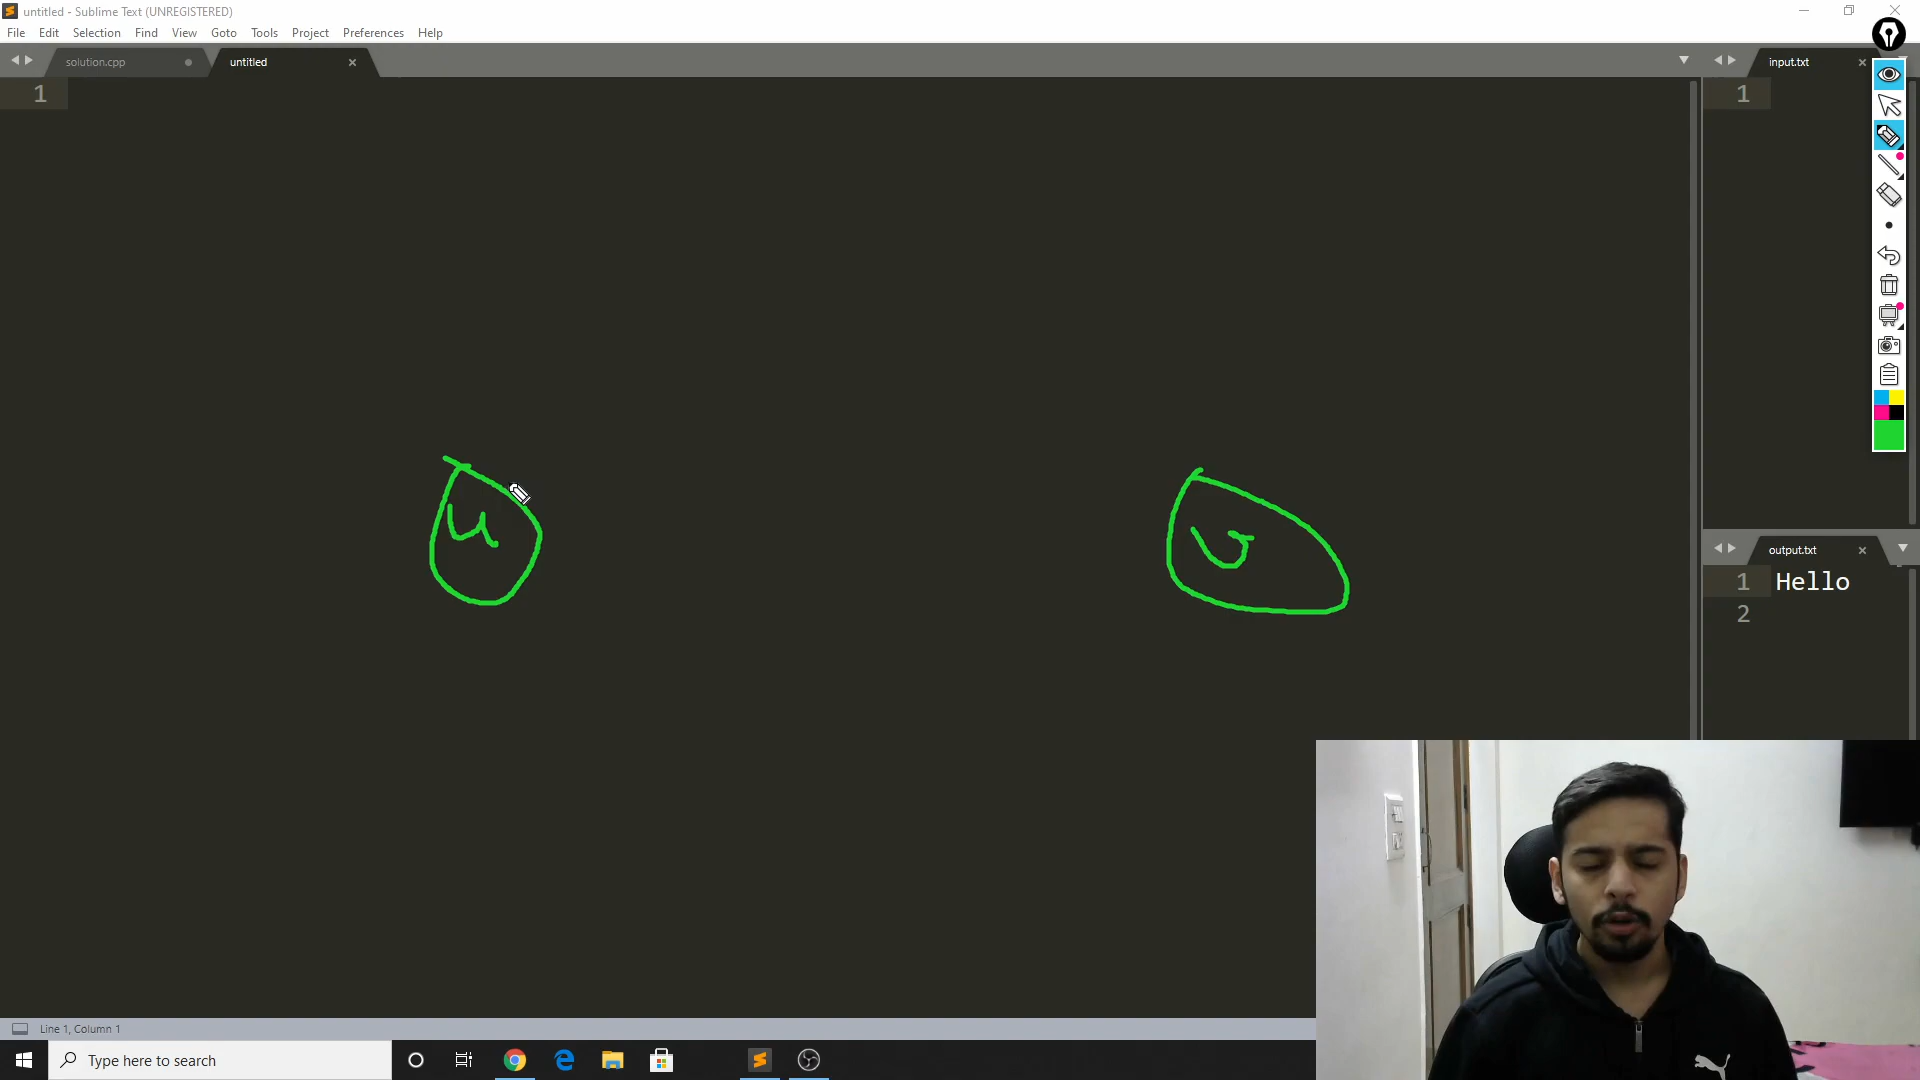 untitled - Sublime Text (UNREGISTERED)
File Edit Selection Find View Goto Tools Project Preferences Help
solution.cpp untitled input.txt
1 1
u v
output.txt
1 Hello
2
Line 1, Column 1
Type here to search